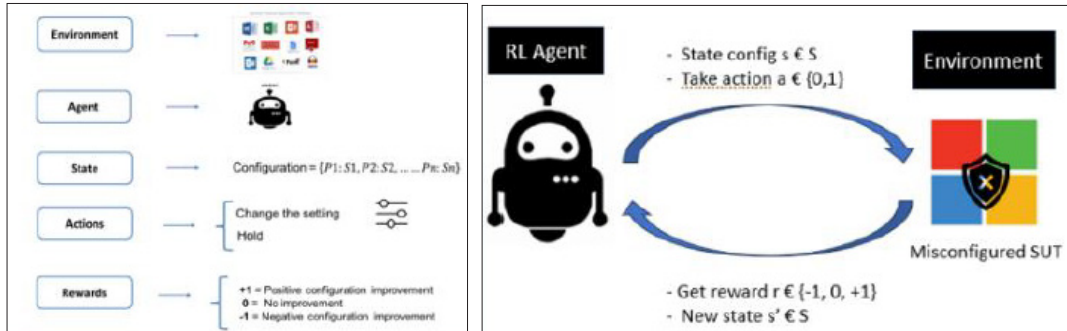 Environment
Agent
State
Configuration = {P1: S1, P2: S2, ... ... Pn: Sn}
Actions
Change the setting
Hold
Rewards
+1 = Positive configuration improvement
0 = No improvement
-1 = Negative configuration improvement
RL Agent
- State config s € S
- Take action a € {0,1}
Environment
Misconfigured SUT
- Get reward r € {-1, 0, +1}
- New state s' € S